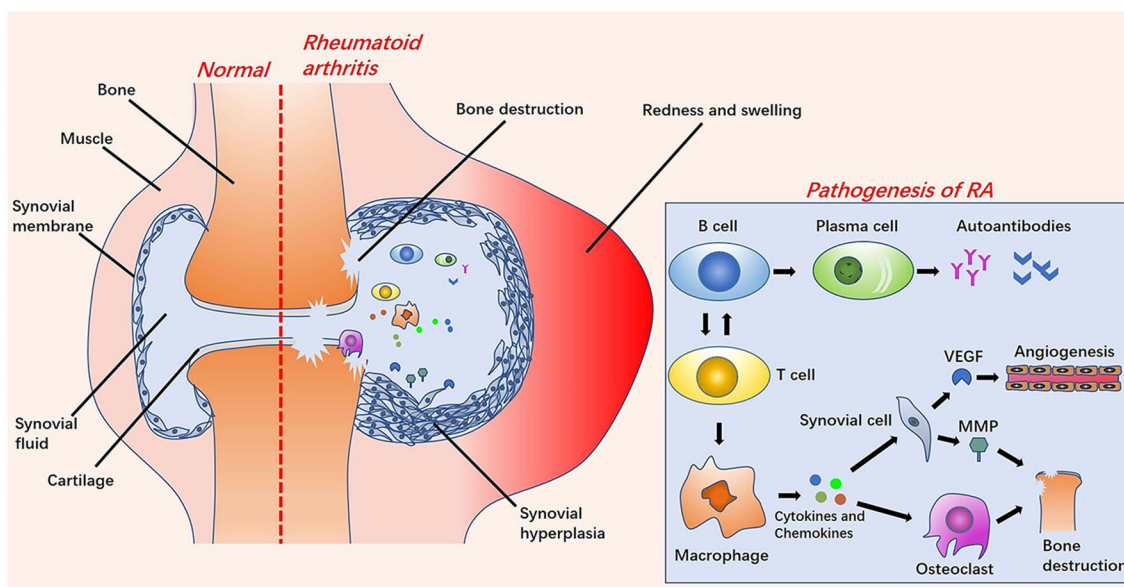 Normal
Rheumatoid
arthritis
Bone
Muscle
Synovial
membrane
Synovial
fluid
Cartilage
Bone destruction
Redness and swelling
Synovial
hyperplasia
Pathogenesis of RA
B cell
Plasma cell
Autoantibodies
T cell
VEGF
Angiogenesis
Synovial cell
MMP
Macrophage
Cytokines and
Chemokines
Osteoclast
Bone
destruction